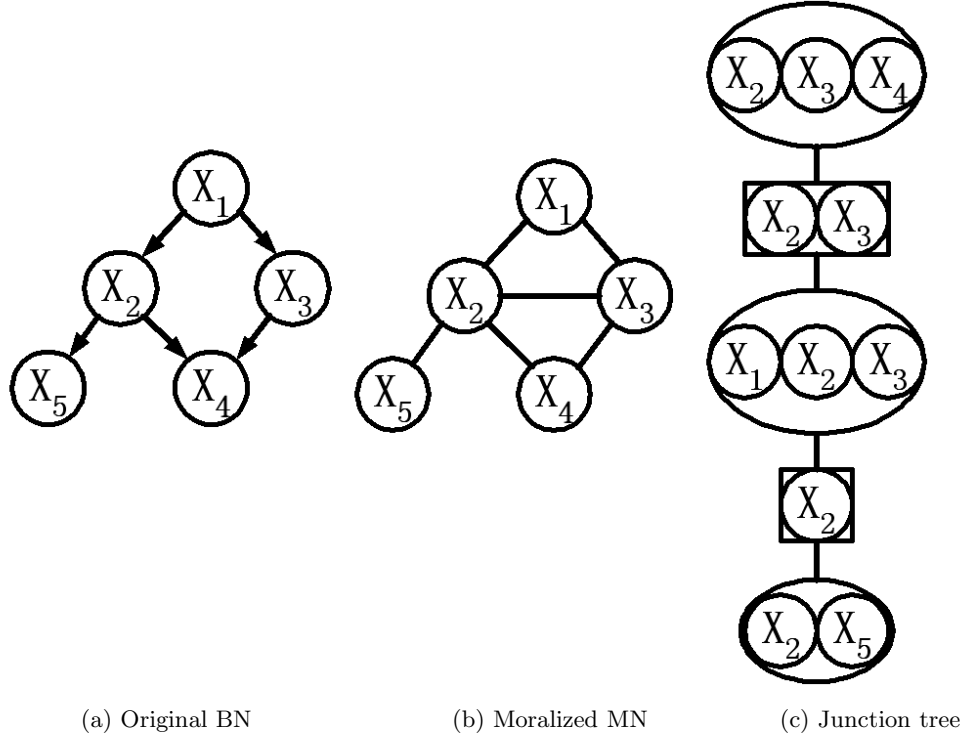 X1
X2
X3
X5
X4
(a) Original BN
X1
X2
X3
X5
X4
(b) Moralized MN
X2 X3 X4
X2 X3
X1 X2 X3
X2
X2 X5
(c) Junction tree